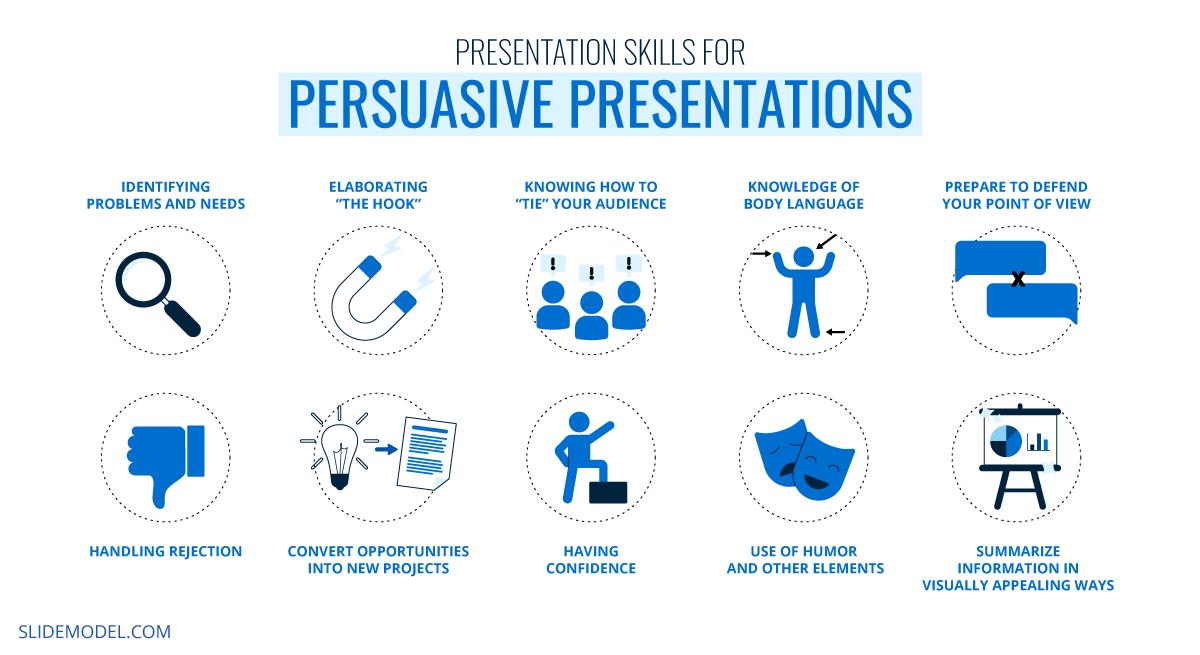 PRESENTATION SKILLS FOR
PERSUASIVE PRESENTATIONS
IDENTIFYING
PROBLEMS AND NEEDS
ELABORATING
“THE HOOK”
KNOWING HOW TO
“TIE” YOUR AUDIENCE
KNOWLEDGE OF
BODY LANGUAGE
PREPARE TO DEFEND
YOUR POINT OF VIEW
! ! !
X
HANDLING REJECTION
CONVERT OPPORTUNITIES
INTO NEW PROJECTS
HAVING
CONFIDENCE
USE OF HUMOR
AND OTHER ELEMENTS
SUMMARIZE
INFORMATION IN
VISUALLY APPEALING WAYS
SLIDEMODEL.COM